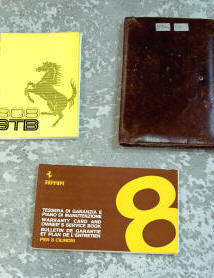 308
GTB
Ferrari
TESSERA DI GARANZIA E
PIANO DI MANUTENZIONE
WARRANTY CARD AND
OWNER'S SERVICE BOOK
BULLETIN DE GARANTIE
ET PLAN DE L'ENTRETIEN
PER 8 CILINDRI
8